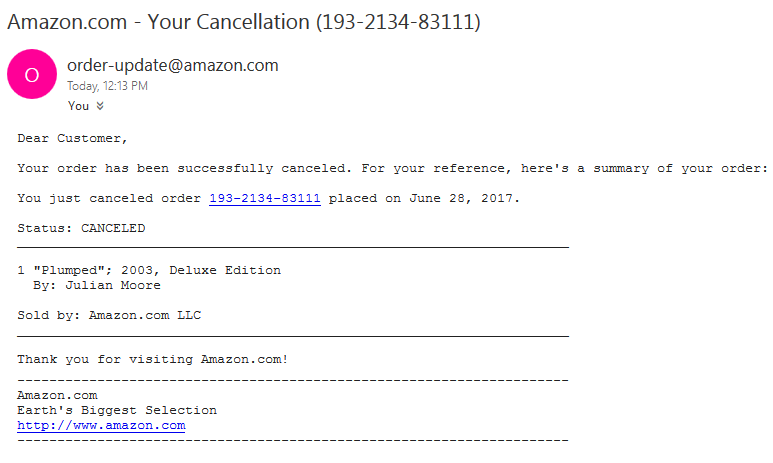 Amazon.com - Your Cancellation (193-2134-83111)
O
order-update@amazon.com
Today, 12:13 PM
You
Dear Customer,
Your order has been successfully canceled. For your reference, here's a summary of your order:
You just canceled order 193-2134-83111 placed on June 28, 2017.
Status: CANCELED
1 "Plumped"; 2003, Deluxe Edition
By: Julian Moore
Sold by: Amazon.com LLC
Thank you for visiting Amazon.com!
---------------------------------------------------------------------
Amazon.com
Earth's Biggest Selection
http://www.amazon.com
---------------------------------------------------------------------